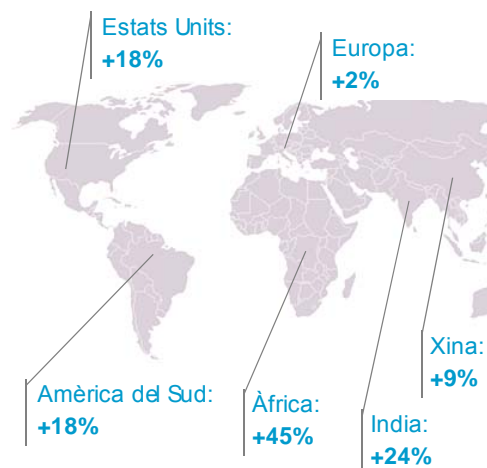 Estats Units:
+18%
Europa:
+2%
Xina:
+9%
Amèrica del Sud:
+18%
Àfrica:
+45%
India:
+24%